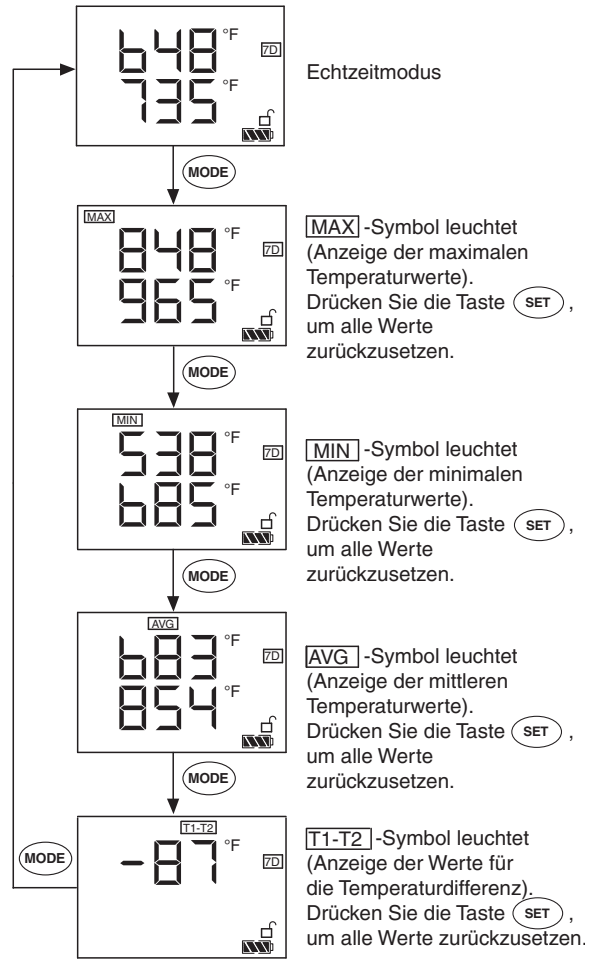 648 °F
7D
735 °F
Echtzeitmodus
MODE
MAX
848 °F
7D
965 °F
MAX -Symbol leuchtet
(Anzeige der maximalen
Temperaturwerte).
Drücken Sie die Taste SET ,
um alle Werte
zurückzusetzen.
MODE
MIN
538 °F
7D
685 °F
MIN -Symbol leuchtet
(Anzeige der minimalen
Temperaturwerte).
Drücken Sie die Taste SET ,
um alle Werte
zurückzusetzen.
MODE
AVG
683 °F
7D
854 °F
AVG -Symbol leuchtet
(Anzeige der mittleren
Temperaturwerte).
Drücken Sie die Taste SET ,
um alle Werte
zurückzusetzen.
MODE
MODE
T1-T2
-87 °F
7D
T1-T2 -Symbol leuchtet
(Anzeige der Werte für
die Temperaturdifferenz).
Drücken Sie die Taste SET ,
um alle Werte zurückzusetzen.